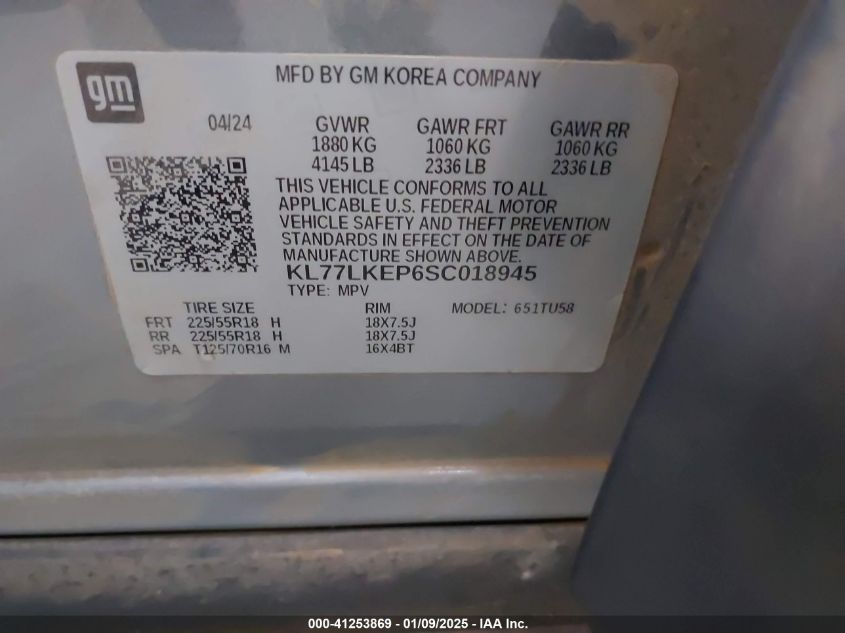 gm
MFD BY GM KOREA COMPANY
04/24 GVWR GAWR FRT GAWR RR
1880 KG 1060 KG 1060 KG
4145 LB 2336 LB 2336 LB
THIS VEHICLE CONFORMS TO ALL
APPLICABLE U.S. FEDERAL MOTOR
VEHICLE SAFETY AND THEFT PREVENTION
STANDARDS IN EFFECT ON THE DATE OF
MANUFACTURE SHOWN ABOVE.
KL77LKEP6SC018945
TYPE: MPV
TIRE SIZE RIM MODEL: 651TU58
FRT 225/55R18 H 18X7.5J
RR 225/55R18 H 18X7.5J
SPA T125/70R16 M 16X4BT
000-41253869 - 01/09/2025 - IAA Inc.